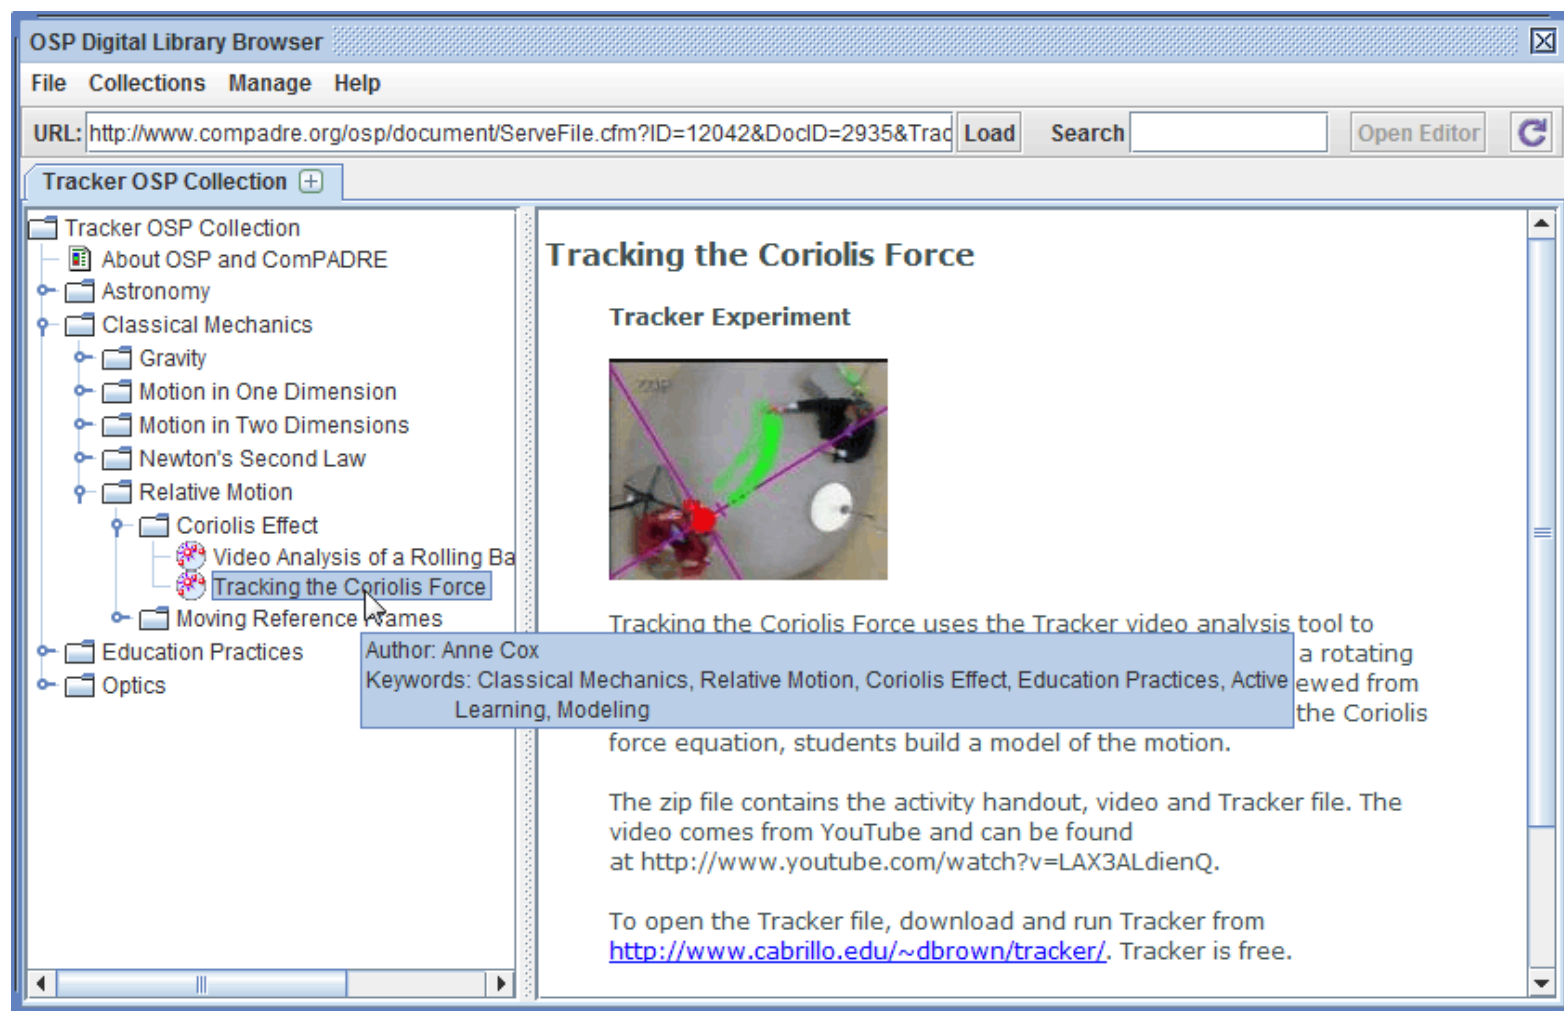 OSP Digital Library Browser
File Collections Manage Help
URL: http://www.compadre.org/osp/document/ServeFile.cfm?ID=12042&DocID=2935&Trac Load Search Open Editor
Tracker OSP Collection
Tracker OSP Collection
About OSP and ComPADRE
Astronomy
Classical Mechanics
Gravity
Motion in One Dimension
Motion in Two Dimensions
Newton's Second Law
Relative Motion
Coriolis Effect
Video Analysis of a Rolling Ba
Tracking the Coriolis Force
Moving Reference Frames
Education Practices
Optics
Author: Anne Cox
Keywords: Classical Mechanics, Relative Motion, Coriolis Effect, Education Practices, Active
Learning, Modeling
Tracking the Coriolis Force
Tracker Experiment
Tracking the Coriolis Force uses the Tracker video analysis tool to
a rotating
ewed from
the Coriolis
force equation, students build a model of the motion.
The zip file contains the activity handout, video and Tracker file. The
video comes from YouTube and can be found
at http://www.youtube.com/watch?v=LAX3ALdienQ.
To open the Tracker file, download and run Tracker from
http://www.cabrillo.edu/~dbrown/tracker/. Tracker is free.